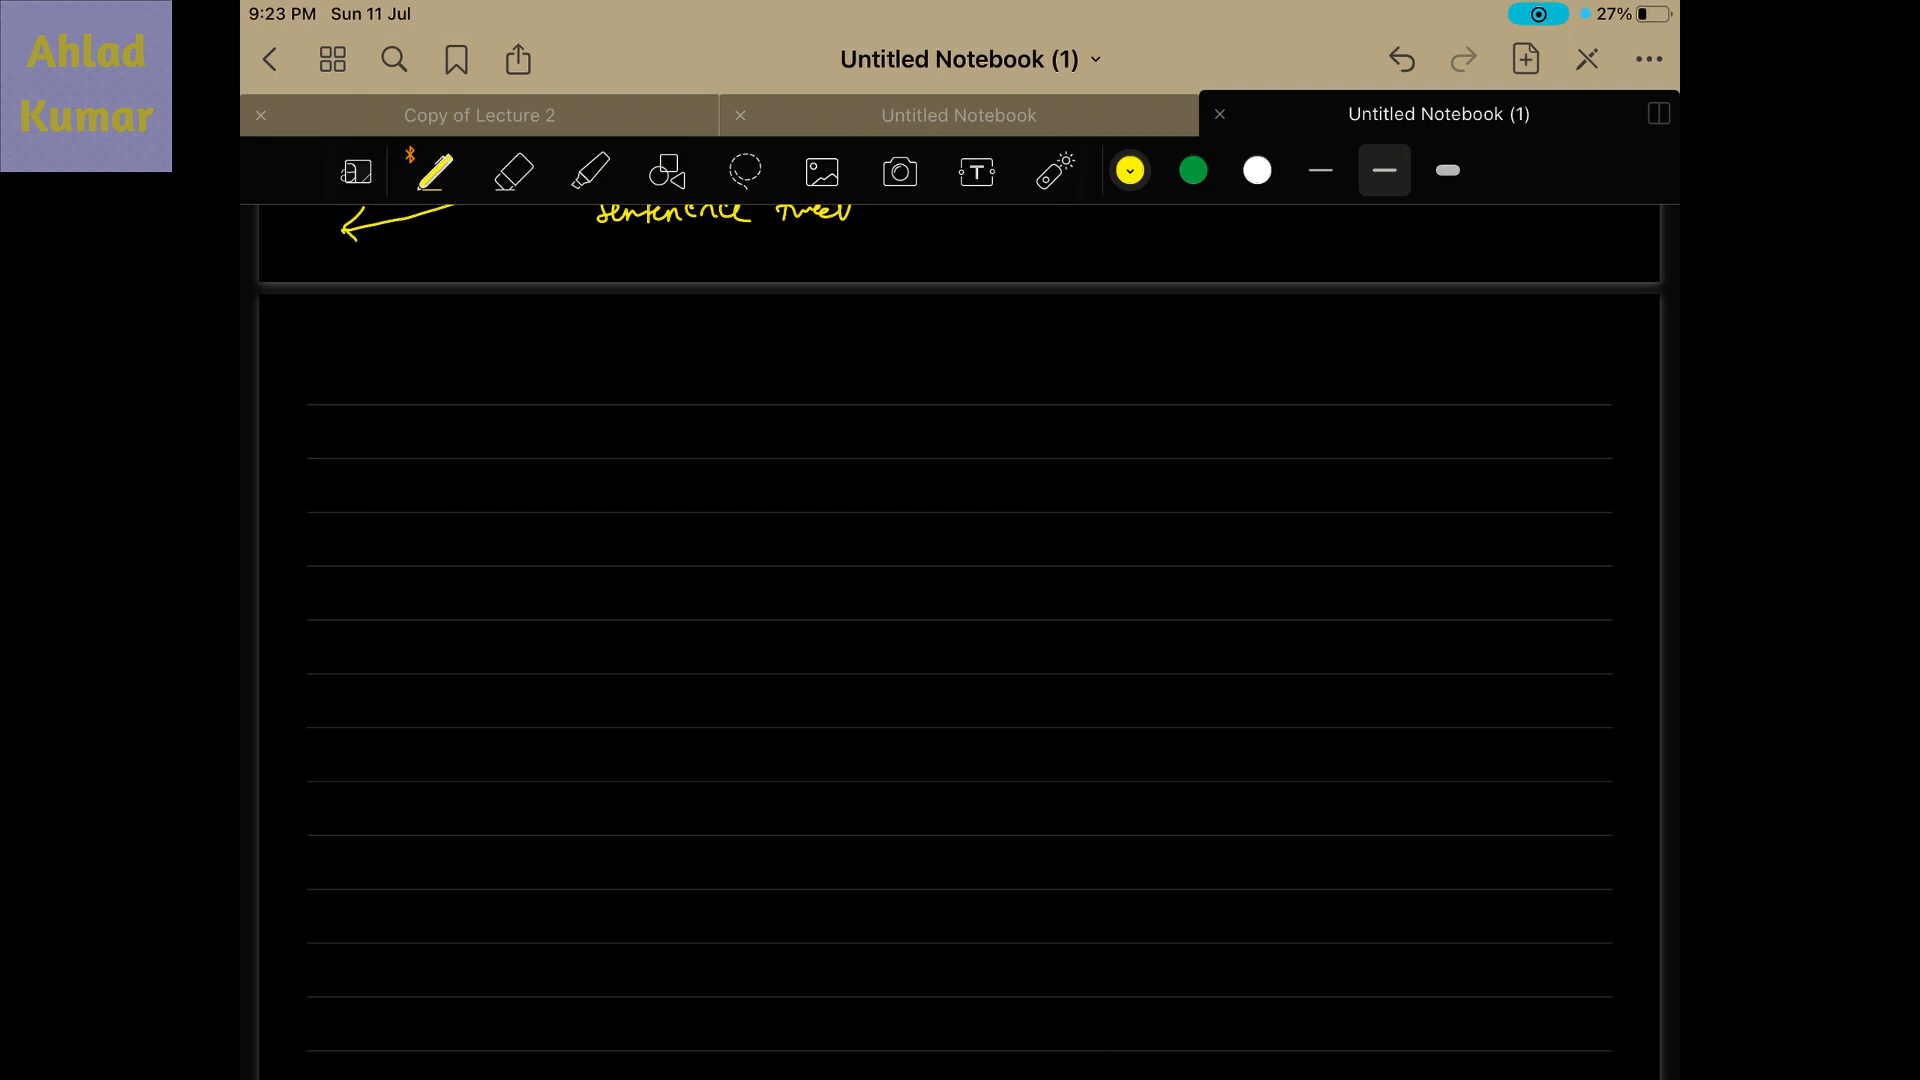 Ahlad
Kumar
9:23 PM Sun 11 Jul
27%
Untitled Notebook (1)
Copy of Lecture 2
Untitled Notebook
Untitled Notebook (1)
T